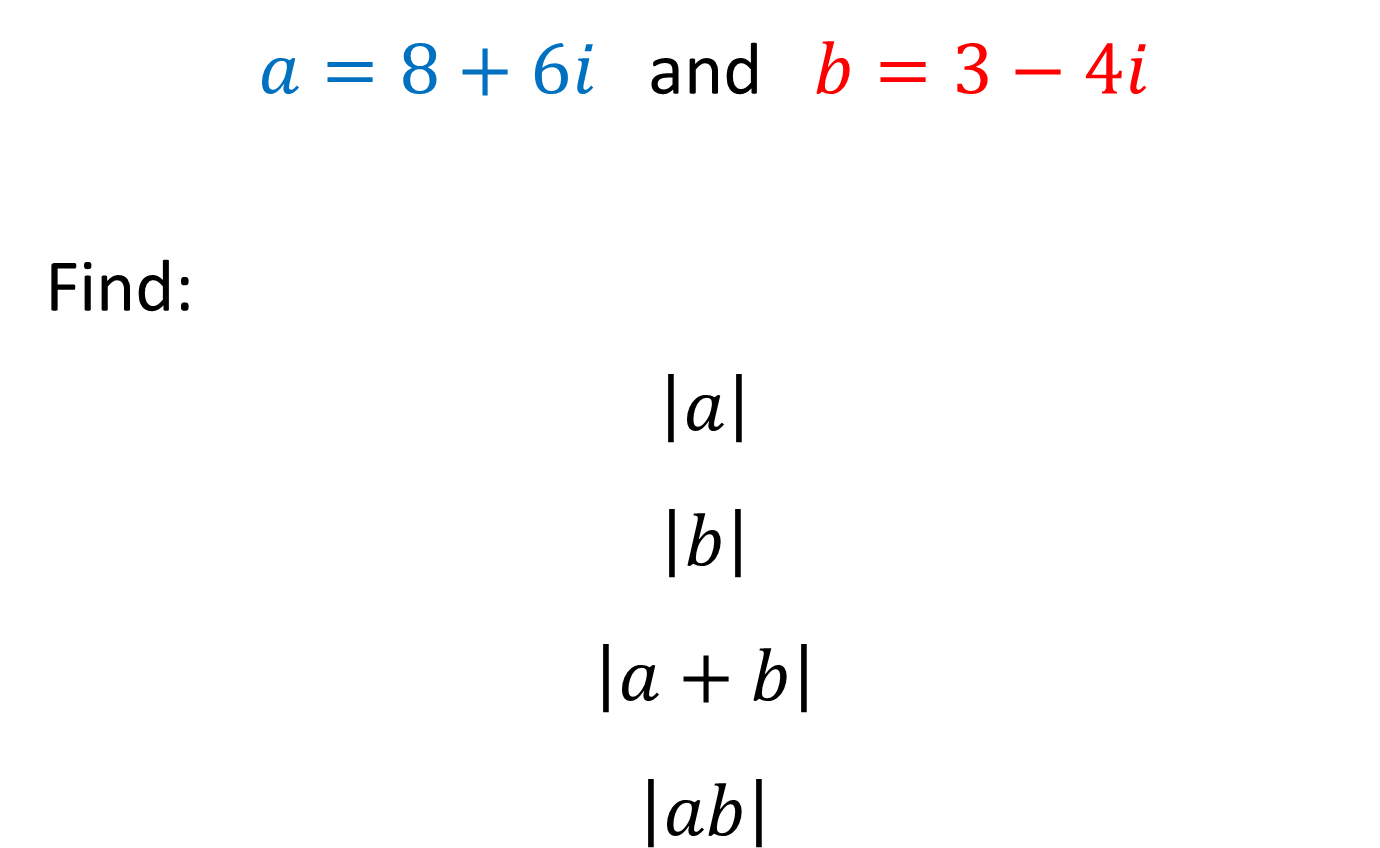 a = 8 + 6i and b = 3 − 4i
Find:
|a|
|b|
|a + b|
|ab|